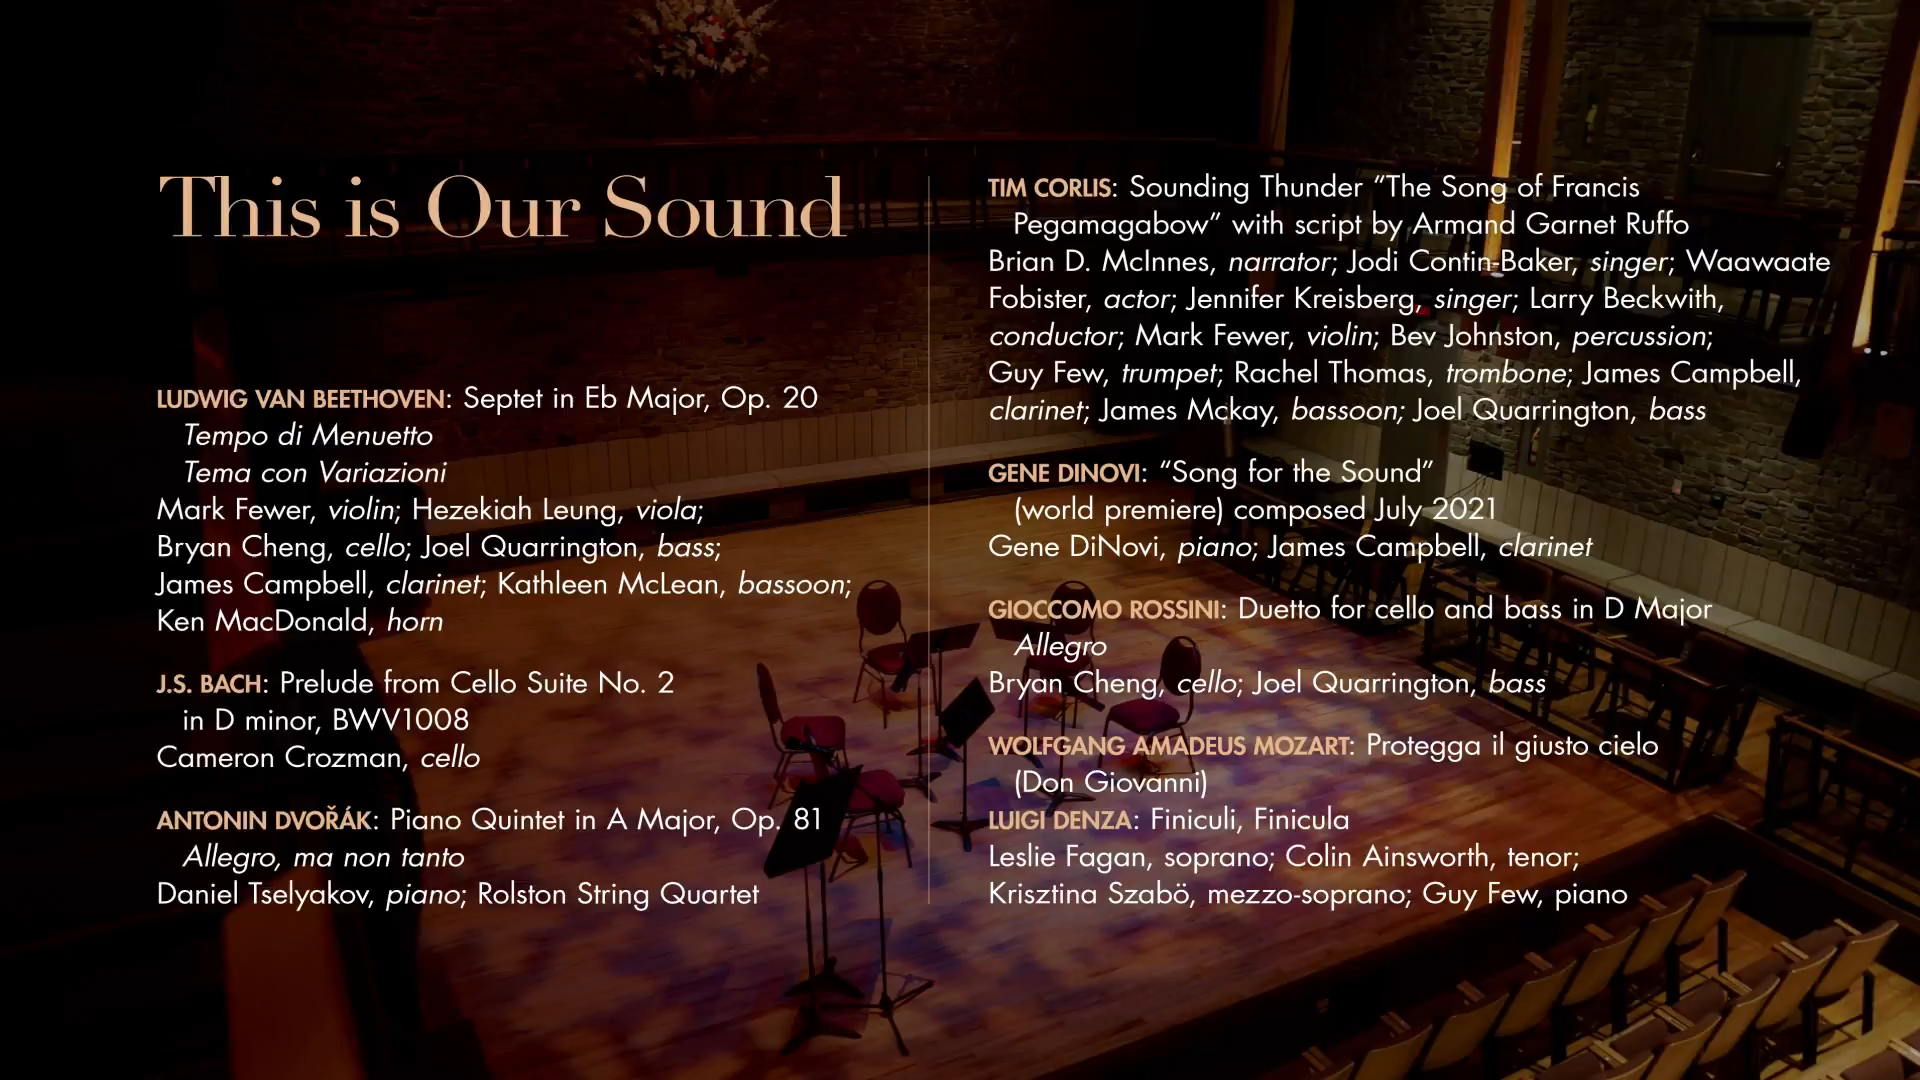 This is Our Sound
LUDWIG VAN BEETHOVEN: Septet in Eb Major, Op. 20
Tempo di Menuetto
Tema con Variazioni
Mark Fewer, violin; Hezekiah Leung, viola;
Bryan Cheng, cello; Joel Quarrington, bass;
James Campbell, clarinet; Kathleen McLean, bassoon;
Ken MacDonald, horn
J.S. BACH: Prelude from Cello Suite No. 2
in D minor, BWV1008
Cameron Crozman, cello
ANTONIN DVOŘÁK: Piano Quintet in A Major, Op. 81
Allegro, ma non tanto
Daniel Tselyakov, piano; Rolston String Quartet
TIM CORLIS: Sounding Thunder “The Song of Francis
Pegamagabow” with script by Armand Garnet Ruffo
Brian D. McInnes, narrator; Jodi Contin-Baker, singer; Waawaate
Fobister, actor; Jennifer Kreisberg, singer; Larry Beckwith,
conductor; Mark Fewer, violin; Bev Johnston, percussion;
Guy Few, trumpet; Rachel Thomas, trombone; James Campbell,
clarinet; James Mckay, bassoon; Joel Quarrington, bass
GENE DINOVI: “Song for the Sound”
(world premiere) composed July 2021
Gene DiNovi, piano; James Campbell, clarinet
GIOCCOMO ROSSINI: Duetto for cello and bass in D Major
Allegro
Bryan Cheng, cello; Joel Quarrington, bass
WOLFGANG AMADEUS MOZART: Protegga il giusto cielo
(Don Giovanni)
LUIGI DENZA: Finiculi, Finicula
Leslie Fagan, soprano; Colin Ainsworth, tenor;
Krisztina Szabö, mezzo-soprano; Guy Few, piano